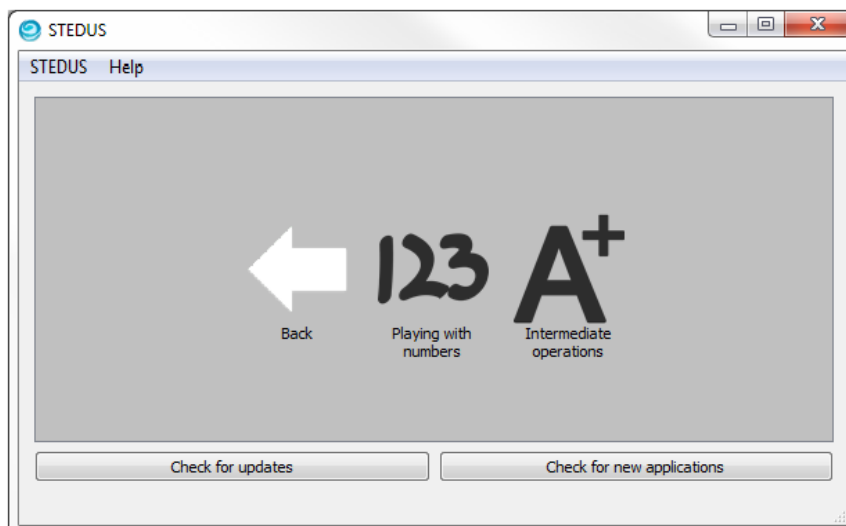 STEDUS
STEDUS Help
123 A+
Back Playing with Intermediate
numbers operations
Check for updates Check for new applications